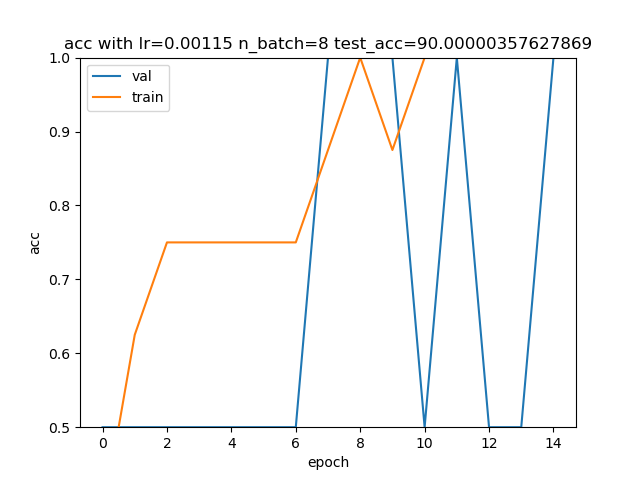 acc with lr=0.00115 n_batch=8 test_acc=90.00000357627869
val
train
1.0
0.9
0.8
0.7
0.6
0.5
acc
0 2 4 6 8 10 12 14
epoch